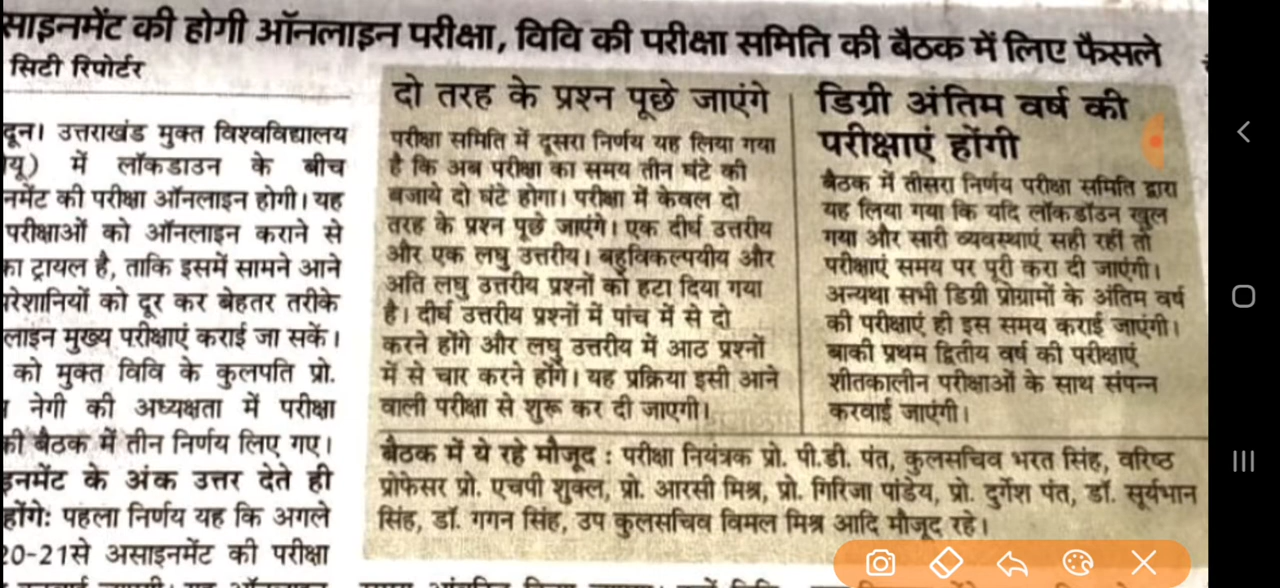 साइनमेंट की होगी ऑनलाइन परीक्षा, विवि की परीक्षा समिति की बैठक में लिए फैसले
सिटी रिपोर्टर
दून। उत्तराखंड मुक्त विश्वविद्यालय
यू) में लॉकडाउन के बीच
नमेंट की परीक्षा ऑनलाइन होगी। यह
परीक्षाओं को ऑनलाइन कराने से
का ट्रायल है, ताकि इसमें सामने आने
परेशानियों को दूर कर बेहतर तरीके
लाइन मुख्य परीक्षाएं कराई जा सकें।
को मुक्त विवि के कुलपति प्रो.
नेगी की अध्यक्षता में परीक्षा
की बैठक में तीन निर्णय लिए गए।
इनमेंट के अंक उत्तर देते ही
होंगे: पहला निर्णय यह कि अगले
20-21से असाइनमेंट की परीक्षा
दो तरह के प्रश्न पूछे जाएंगे
परीक्षा समिति में दूसरा निर्णय यह लिया गया
है कि अब परीक्षा का समय तीन घंटे की
बजाये दो घंटे होगा। परीक्षा में केवल दो
तरह के प्रश्न पूछे जाएंगे। एक दीर्घ उत्तरीय
और एक लघु उत्तरीय। बहुविकल्पयीय और
अति लघु उत्तरीय प्रश्नों को हटा दिया गया
है। दीर्घ उत्तरीय प्रश्नों में पांच में से दो
करने होंगे और लघु उत्तरीय में आठ प्रश्नों
में से चार करने होंगे। यह प्रक्रिया इसी आने
वाली परीक्षा से शुरू कर दी जाएगी।
डिग्री अंतिम वर्ष की
परीक्षाएं होंगी
बैठक में तीसरा निर्णय परीक्षा समिति द्वारा
यह लिया गया कि यदि लॉकडॉउन खुल
गया और सारी व्यवस्थाएं सही रहीं तो
परीक्षाएं समय पर पूरी करा दी जाएंगी।
अन्यथा सभी डिग्री प्रोग्रामों के अंतिम वर्ष
की परीक्षाएं ही इस समय कराई जाएंगी।
बाकी प्रथम द्वितीय वर्ष की परीक्षाएं
शीतकालीन परीक्षाओं के साथ संपन्न
करवाई जाएंगी।
बैठक में ये रहे मौजूद : परीक्षा नियंत्रक प्रो. पी.डी. पंत, कुलसचिव भरत सिंह, वरिष्ठ
प्रोफेसर प्रो. एचपी शुक्ल, प्रो. आरसी मिश्र, प्रो. गिरिजा पांडेय, प्रो. दुर्गेश पंत, डॉ. सूर्यभान
सिंह, डॉ. गगन सिंह, उप कुलसचिव विमल मिश्र आदि मौजूद रहे।